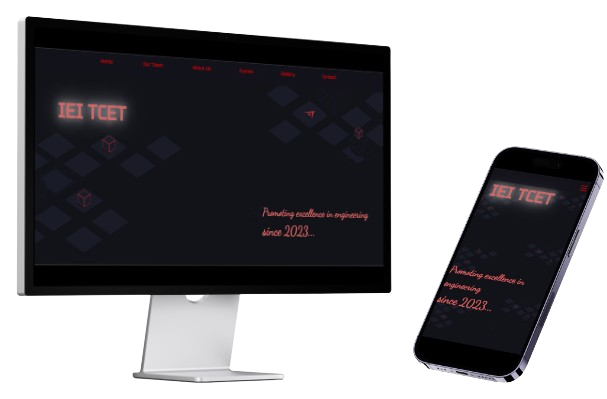 Home
Our Team
About Us
Events
Gallery
Contact
IEI TCET
Promoting excellence in engineering
since 2023...
IEI TCET
Promoting excellence in
engineering
since 2023...